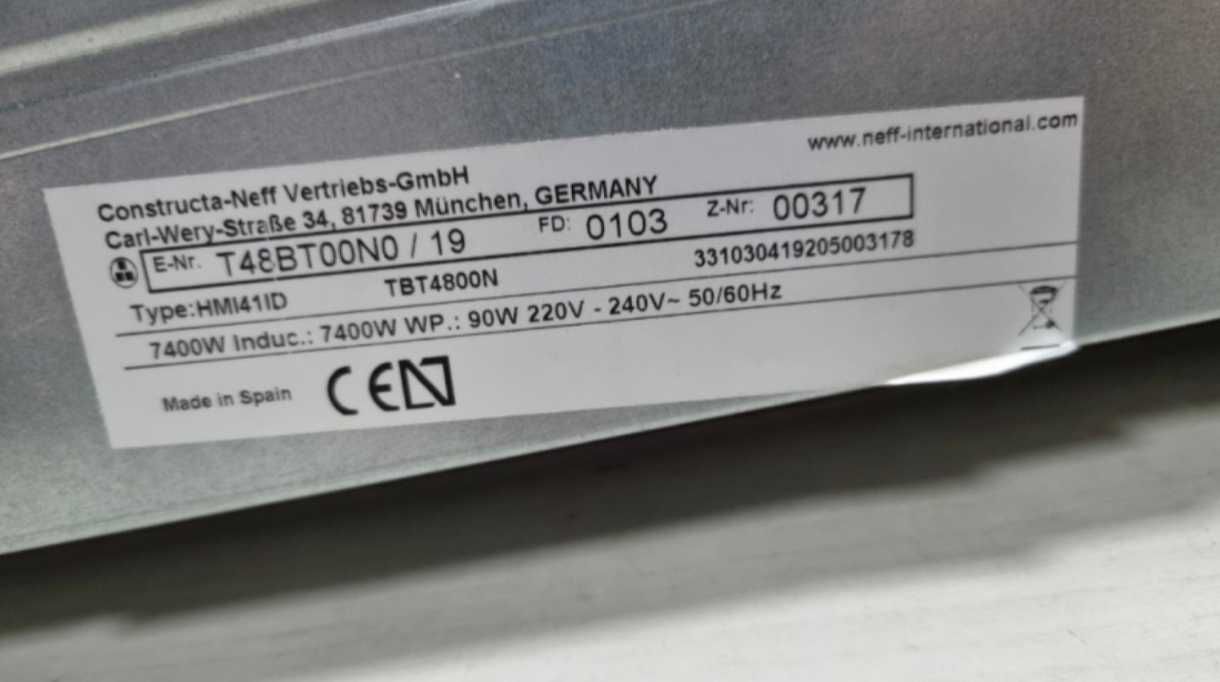 www.neff-international.com
Constructa-Neff Vertriebs-GmbH
Carl-Wery-Straße 34, 81739 München, GERMANY
E-Nr. T48BT00N0 / 19 FD: 0103 Z-Nr: 00317
Type:HMI41ID TBT4800N 331030419205003178
7400W Induc.: 7400W WP.: 90W 220V - 240V~ 50/60Hz
Made in Spain CE